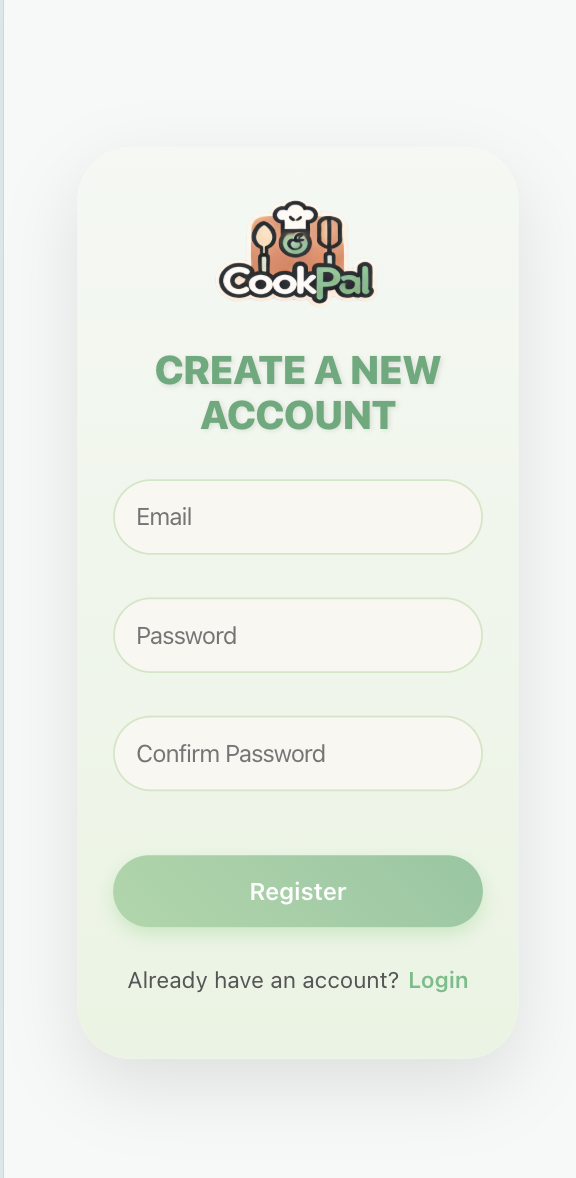 CookPal
CREATE A NEW
ACCOUNT
Email
Password
Confirm Password
Register
Already have an account? Login